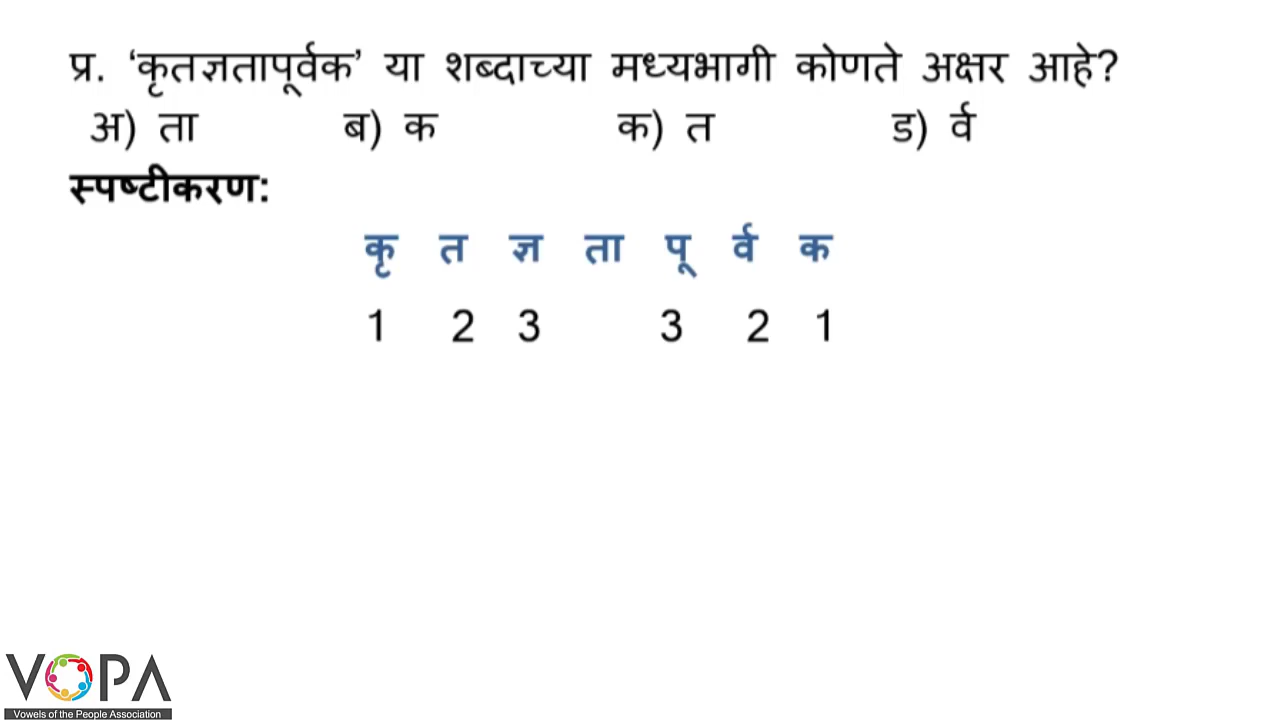 प्र. ‘कृतज्ञतापूर्वक’ या शब्दाच्या मध्यभागी कोणते अक्षर आहे?
अ) ता ब) क क) त ड) र्व
स्पष्टीकरण:
कृ त ज्ञ ता पू र्व क
1 2 3 3 2 1
VOPA
Vowels of the People Association